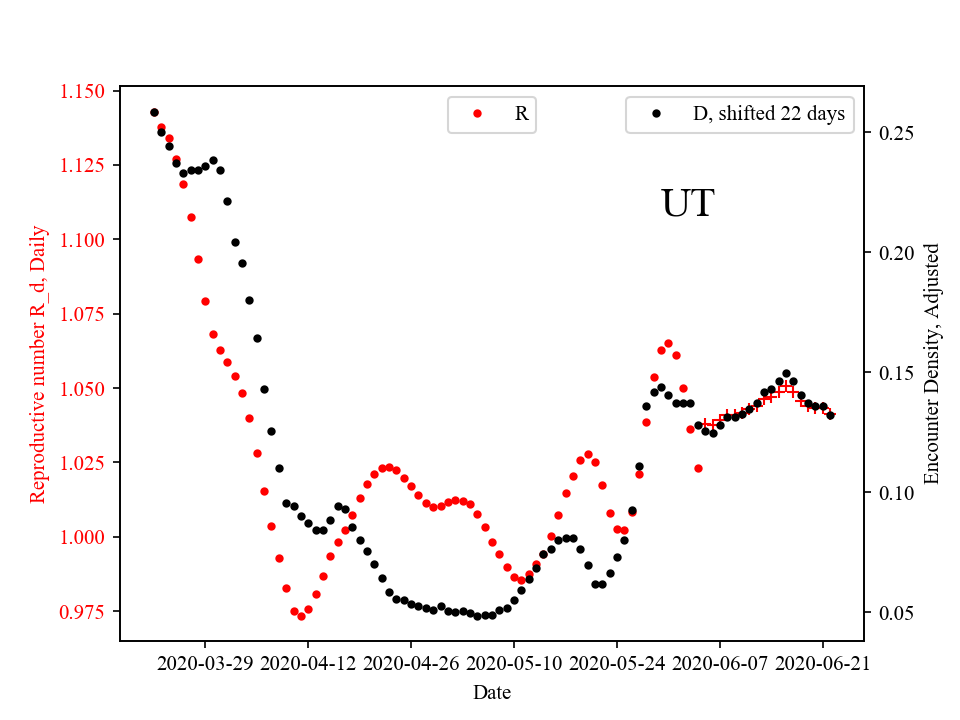 R
D, shifted 22 days
UT
1.150
1.125
1.100
1.075
1.050
1.025
1.000
0.975
Reproductive number R_d, Daily
0.25
0.20
0.15
0.10
0.05
Encounter Density, Adjusted
2020-03-29 2020-04-12 2020-04-26 2020-05-10 2020-05-24 2020-06-07 2020-06-21
Date